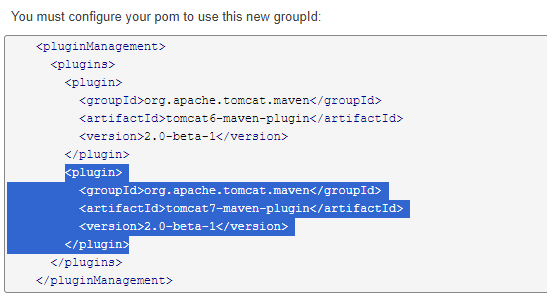 You must configure your pom to use this new groupId:
<pluginManagement>
<plugins>
<plugin>
<groupId>org.apache.tomcat.maven</groupId>
<artifactId>tomcat6-maven-plugin</artifactId>
<version>2.0-beta-1</version>
</plugin>
<plugin>
<groupId>org.apache.tomcat.maven</groupId>
<artifactId>tomcat7-maven-plugin</artifactId>
<version>2.0-beta-1</version>
</plugin>
</plugins>
</pluginManagement>